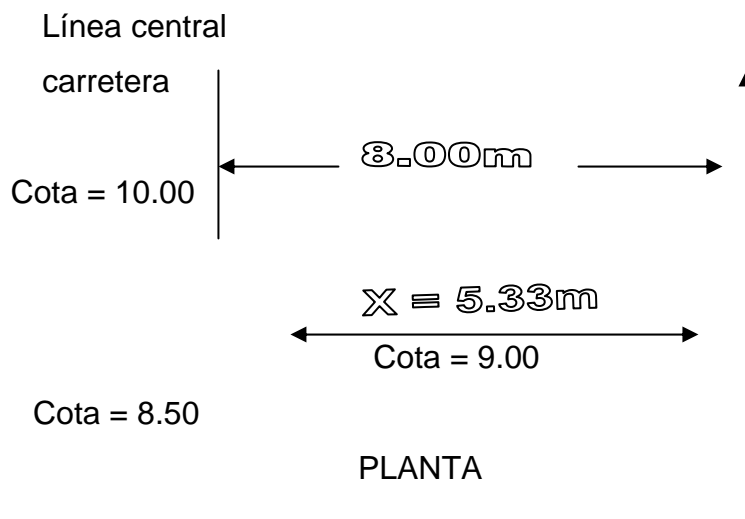 Línea central
carretera
8.00m
Cota = 10.00
X = 5.33m
Cota = 9.00
Cota = 8.50
PLANTA